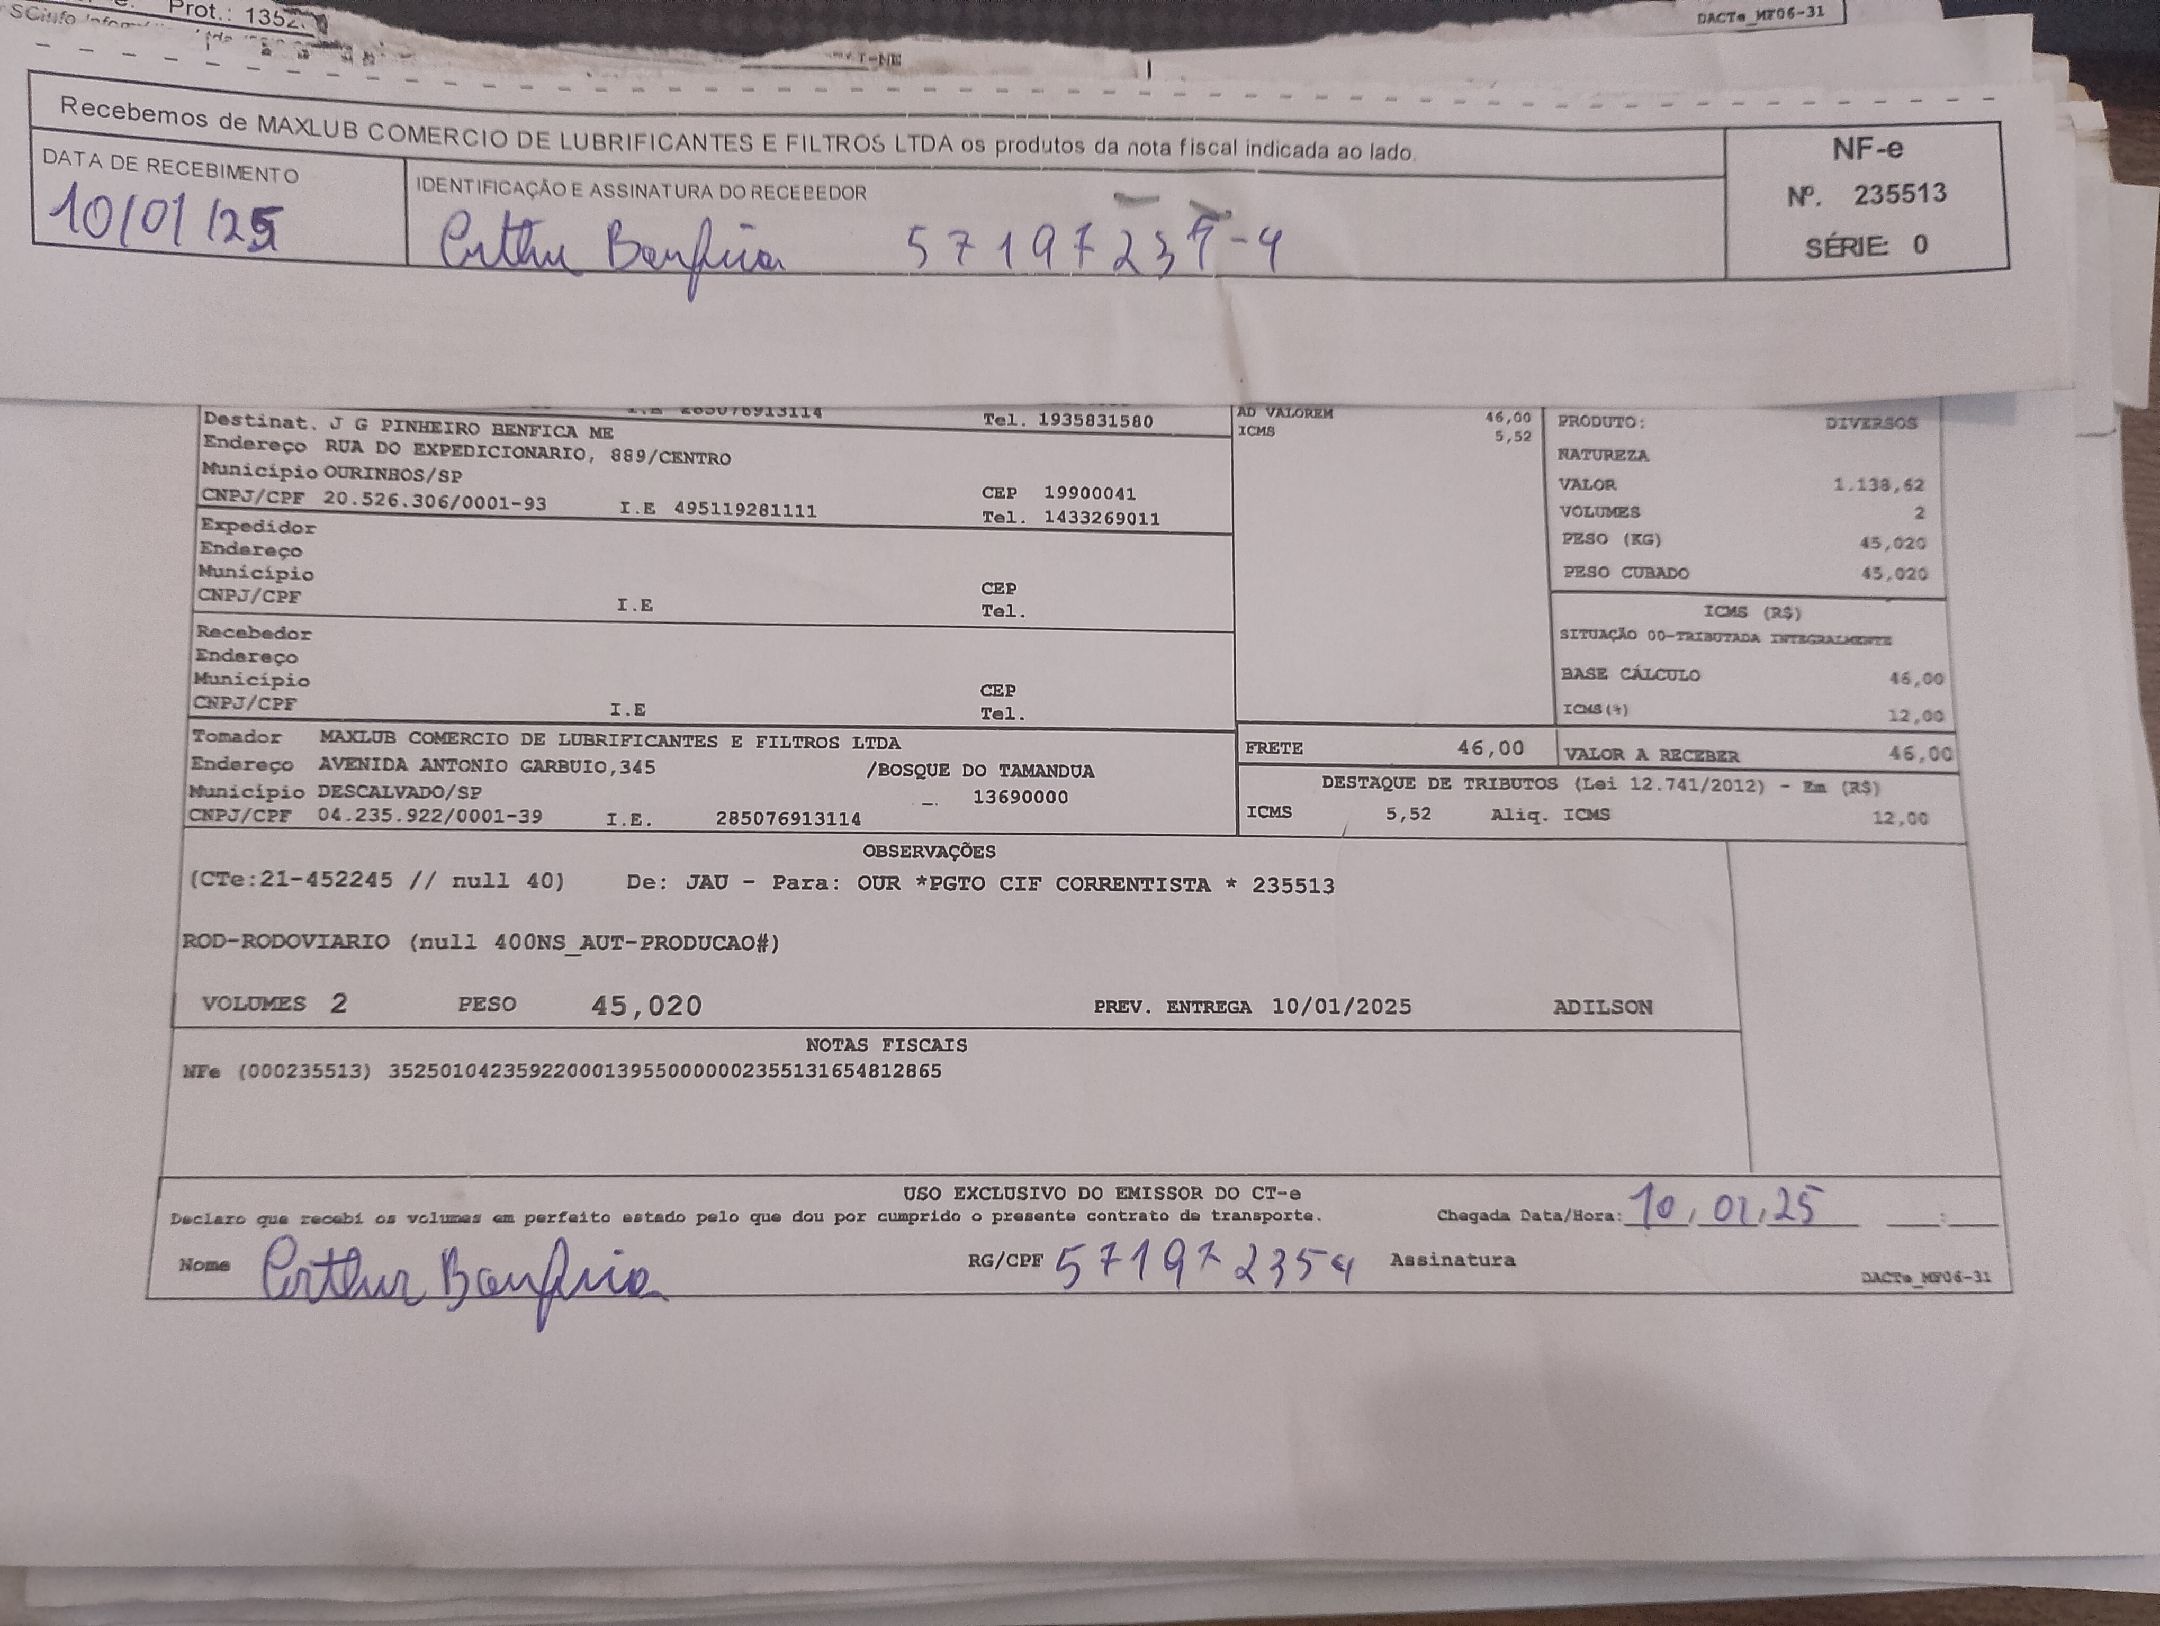 Prot.: 1352
DACTe_MF06-31
Recebemos de MAXLUB COMERCIO DE LUBRIFICANTES E FILTROS LTDA os produtos da nota fiscal indicada ao lado.
NF-e
Nº. 235513
SÉRIE: 0
DATA DE RECEBIMENTO
10/01/25
IDENTIFICAÇÃO E ASSINATURA DO RECEBEDOR
Arthur Benfica 57197235-4
I.E 285076913114
Destinat. J G PINHEIRO BENFICA ME Tel. 1935831580
Endereço RUA DO EXPEDICIONARIO, 889/CENTRO
Município OURINHOS/SP CEP 19900041
CNPJ/CPF 20.526.306/0001-93 I.E 495119281111 Tel. 1433269011
Expedidor
Endereço
Município CEP
CNPJ/CPF I.E Tel.
Recebedor
Endereço
Município CEP
CNPJ/CPF I.E Tel.
Tomador MAXLUB COMERCIO DE LUBRIFICANTES E FILTROS LTDA
Endereço AVENIDA ANTONIO GARBUIO,345 /BOSQUE DO TAMANDUA
Município DESCALVADO/SP 13690000
CNPJ/CPF 04.235.922/0001-39 I.E. 285076913114
AD VALOREM 46,00
ICMS 5,52
PRODUTO: DIVERSOS
NATUREZA
VALOR 1.138,62
VOLUMES 2
PESO (KG) 45,020
PESO CUBADO 45,020
ICMS (R$)
SITUAÇÃO 00-TRIBUTADA INTEGRALMENTE
BASE CÁLCULO 46,00
ICMS(%) 12,00
FRETE 46,00 VALOR A RECEBER 46,00
DESTAQUE DE TRIBUTOS (Lei 12.741/2012) - Em (R$)
ICMS 5,52 Aliq. ICMS 12,00
OBSERVAÇÕES
(CTe:21-452245 // null 40) De: JAU - Para: OUR *PGTO CIF CORRENTISTA * 235513
ROD-RODOVIARIO (null 400NS_AUT-PRODUCAO#)
VOLUMES 2 PESO 45,020 PREV. ENTREGA 10/01/2025 ADILSON
NOTAS FISCAIS
NFe (000235513) 35250104235922000139550000002355131654812865
USO EXCLUSIVO DO EMISSOR DO CT-e
Declaro que recebi os volumes em perfeito estado pelo que dou por cumprido o presente contrato de transporte. Chegada Data/Hora: 10/01/25 __:__
Nome Arthur Benfica RG/CPF 571972354 Assinatura
DACTe_MF06-31